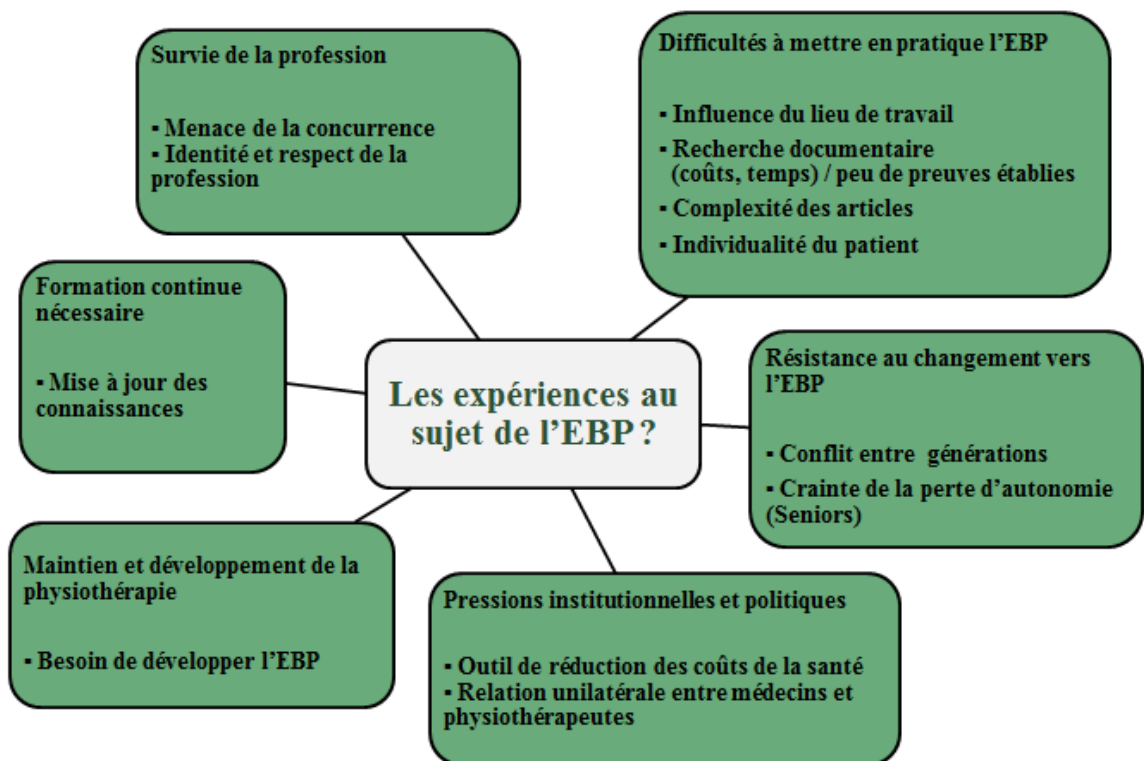 Survie de la profession
▪ Menace de la concurrence
▪ Identité et respect de la
profession
Difficultés à mettre en pratique l’EBP
▪ Influence du lieu de travail
▪ Recherche documentaire
(coûts, temps) / peu de preuves établies
▪ Complexité des articles
▪ Individualité du patient
Formation continue
nécessaire
▪ Mise à jour des
connaissances
Les expériences au
sujet de l’EBP ?
Résistance au changement vers
l’EBP
▪ Conflit entre générations
▪ Crainte de la perte d’autonomie
(Seniors)
Maintien et développement de la
physiothérapie
▪ Besoin de développer l’EBP
Pressions institutionnelles et politiques
▪ Outil de réduction des coûts de la santé
▪ Relation unilatérale entre médecins et
physiothérapeutes